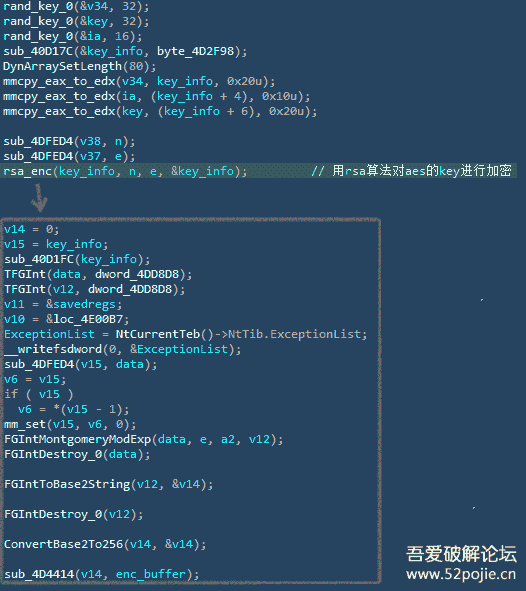 rand_key_0(&v34, 32);
rand_key_0(&key, 32);
rand_key_0(&ia, 16);
sub_40D17C(&key_info, byte_4D2F98);
DynArraySetLength(80);
mmcpy_eax_to_edx(v34, key_info, 0x20u);
mmcpy_eax_to_edx(ia, (key_info + 4), 0x10u);
mmcpy_eax_to_edx(key, (key_info + 6), 0x20u);
sub_4DFED4(v38, n);
sub_4DFED4(v37, e);
rsa_enc(key_info, n, e, &key_info); // 用rsa算法对aes的key进行加密
v14 = 0;
v15 = key_info;
sub_40D1FC(key_info);
TFGInt(data, dword_4DD8D8);
TFGInt(v12, dword_4DD8D8);
v11 = &savedregs;
v10 = &loc_4E00B7;
ExceptionList = NtCurrentTeb()->NtTib.ExceptionList;
__writefsdword(0, &ExceptionList);
sub_4DFED4(v15, data);
v6 = v15;
if ( v15 )
v6 = *(v15 - 1);
mm_set(v15, v6, 0);
FGIntMontgomeryModExp(data, e, a2, v12);
FGIntDestroy_0(data);
FGIntToBase2String(v12, &v14);
FGIntDestroy_0(v12);
ConvertBase2To256(v14, &v14);
sub_4D4414(v14, enc_buffer);
吾爱破解论坛
www.52pojie.cn